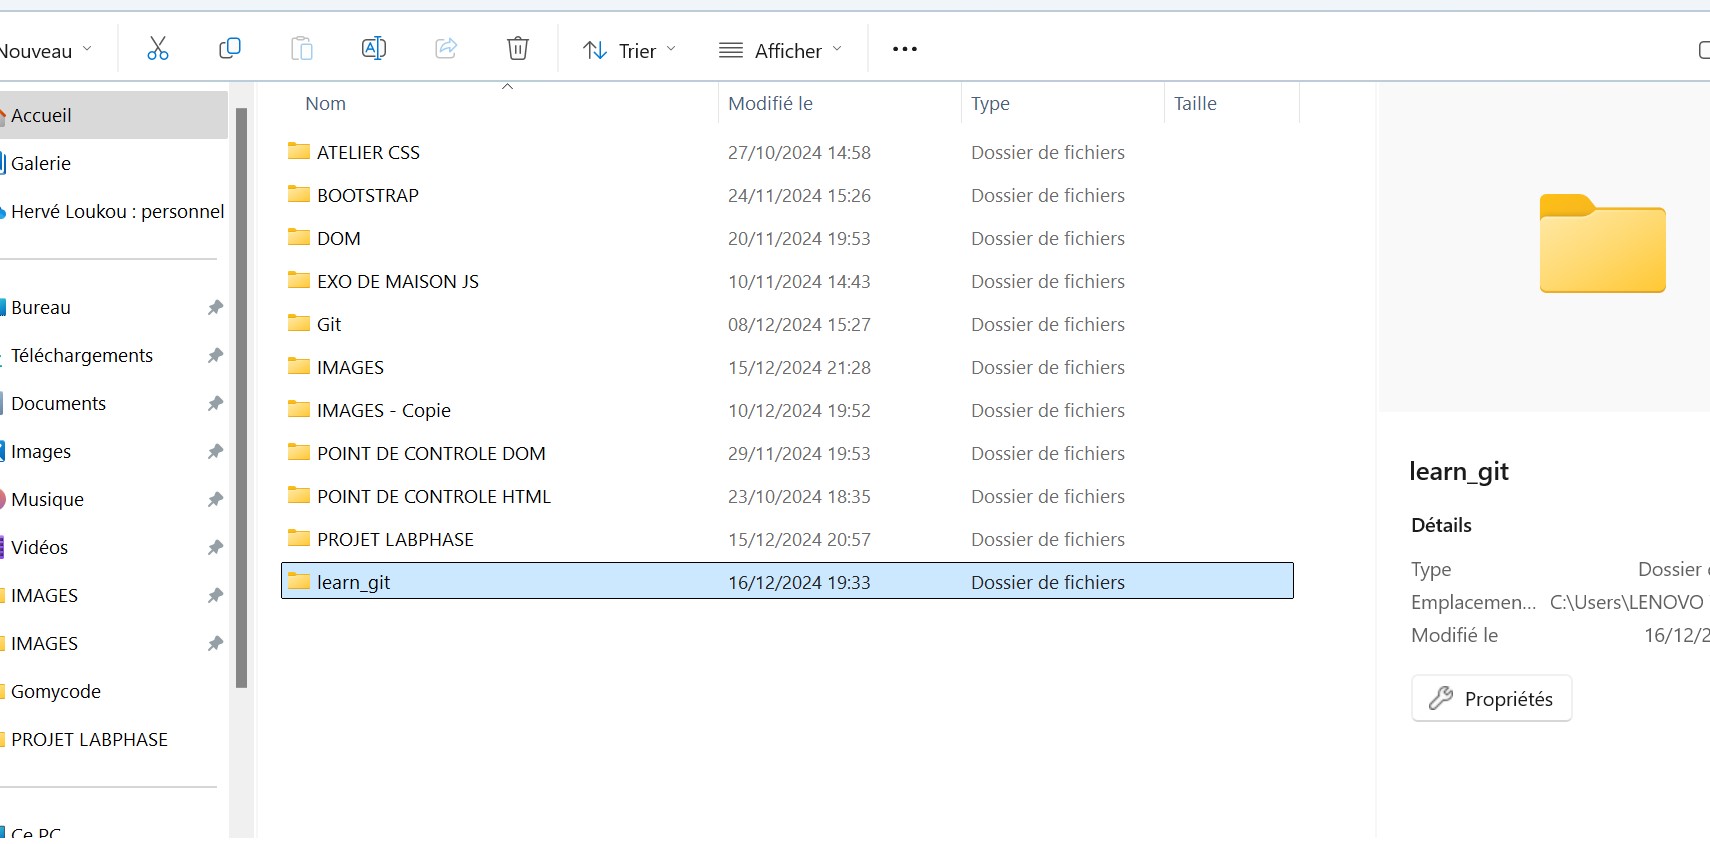 Nouveau
Trier
Afficher
Accueil
Galerie
Hervé Loukou : personnel
Bureau
Téléchargements
Documents
Images
Musique
Vidéos
IMAGES
IMAGES
Gomycode
PROJET LABPHASE
Ce PC
Nom Modifié le Type Taille
ATELIER CSS 27/10/2024 14:58 Dossier de fichiers
BOOTSTRAP 24/11/2024 15:26 Dossier de fichiers
DOM 20/11/2024 19:53 Dossier de fichiers
EXO DE MAISON JS 10/11/2024 14:43 Dossier de fichiers
Git 08/12/2024 15:27 Dossier de fichiers
IMAGES 15/12/2024 21:28 Dossier de fichiers
IMAGES - Copie 10/12/2024 19:52 Dossier de fichiers
POINT DE CONTROLE DOM 29/11/2024 19:53 Dossier de fichiers
POINT DE CONTROLE HTML 23/10/2024 18:35 Dossier de fichiers
PROJET LABPHASE 15/12/2024 20:57 Dossier de fichiers
learn_git 16/12/2024 19:33 Dossier de fichiers
learn_git
Détails
Type Dossier
Emplacemen... C:\Users\LENOVO
Modifié le 16/12/2
Propriétés